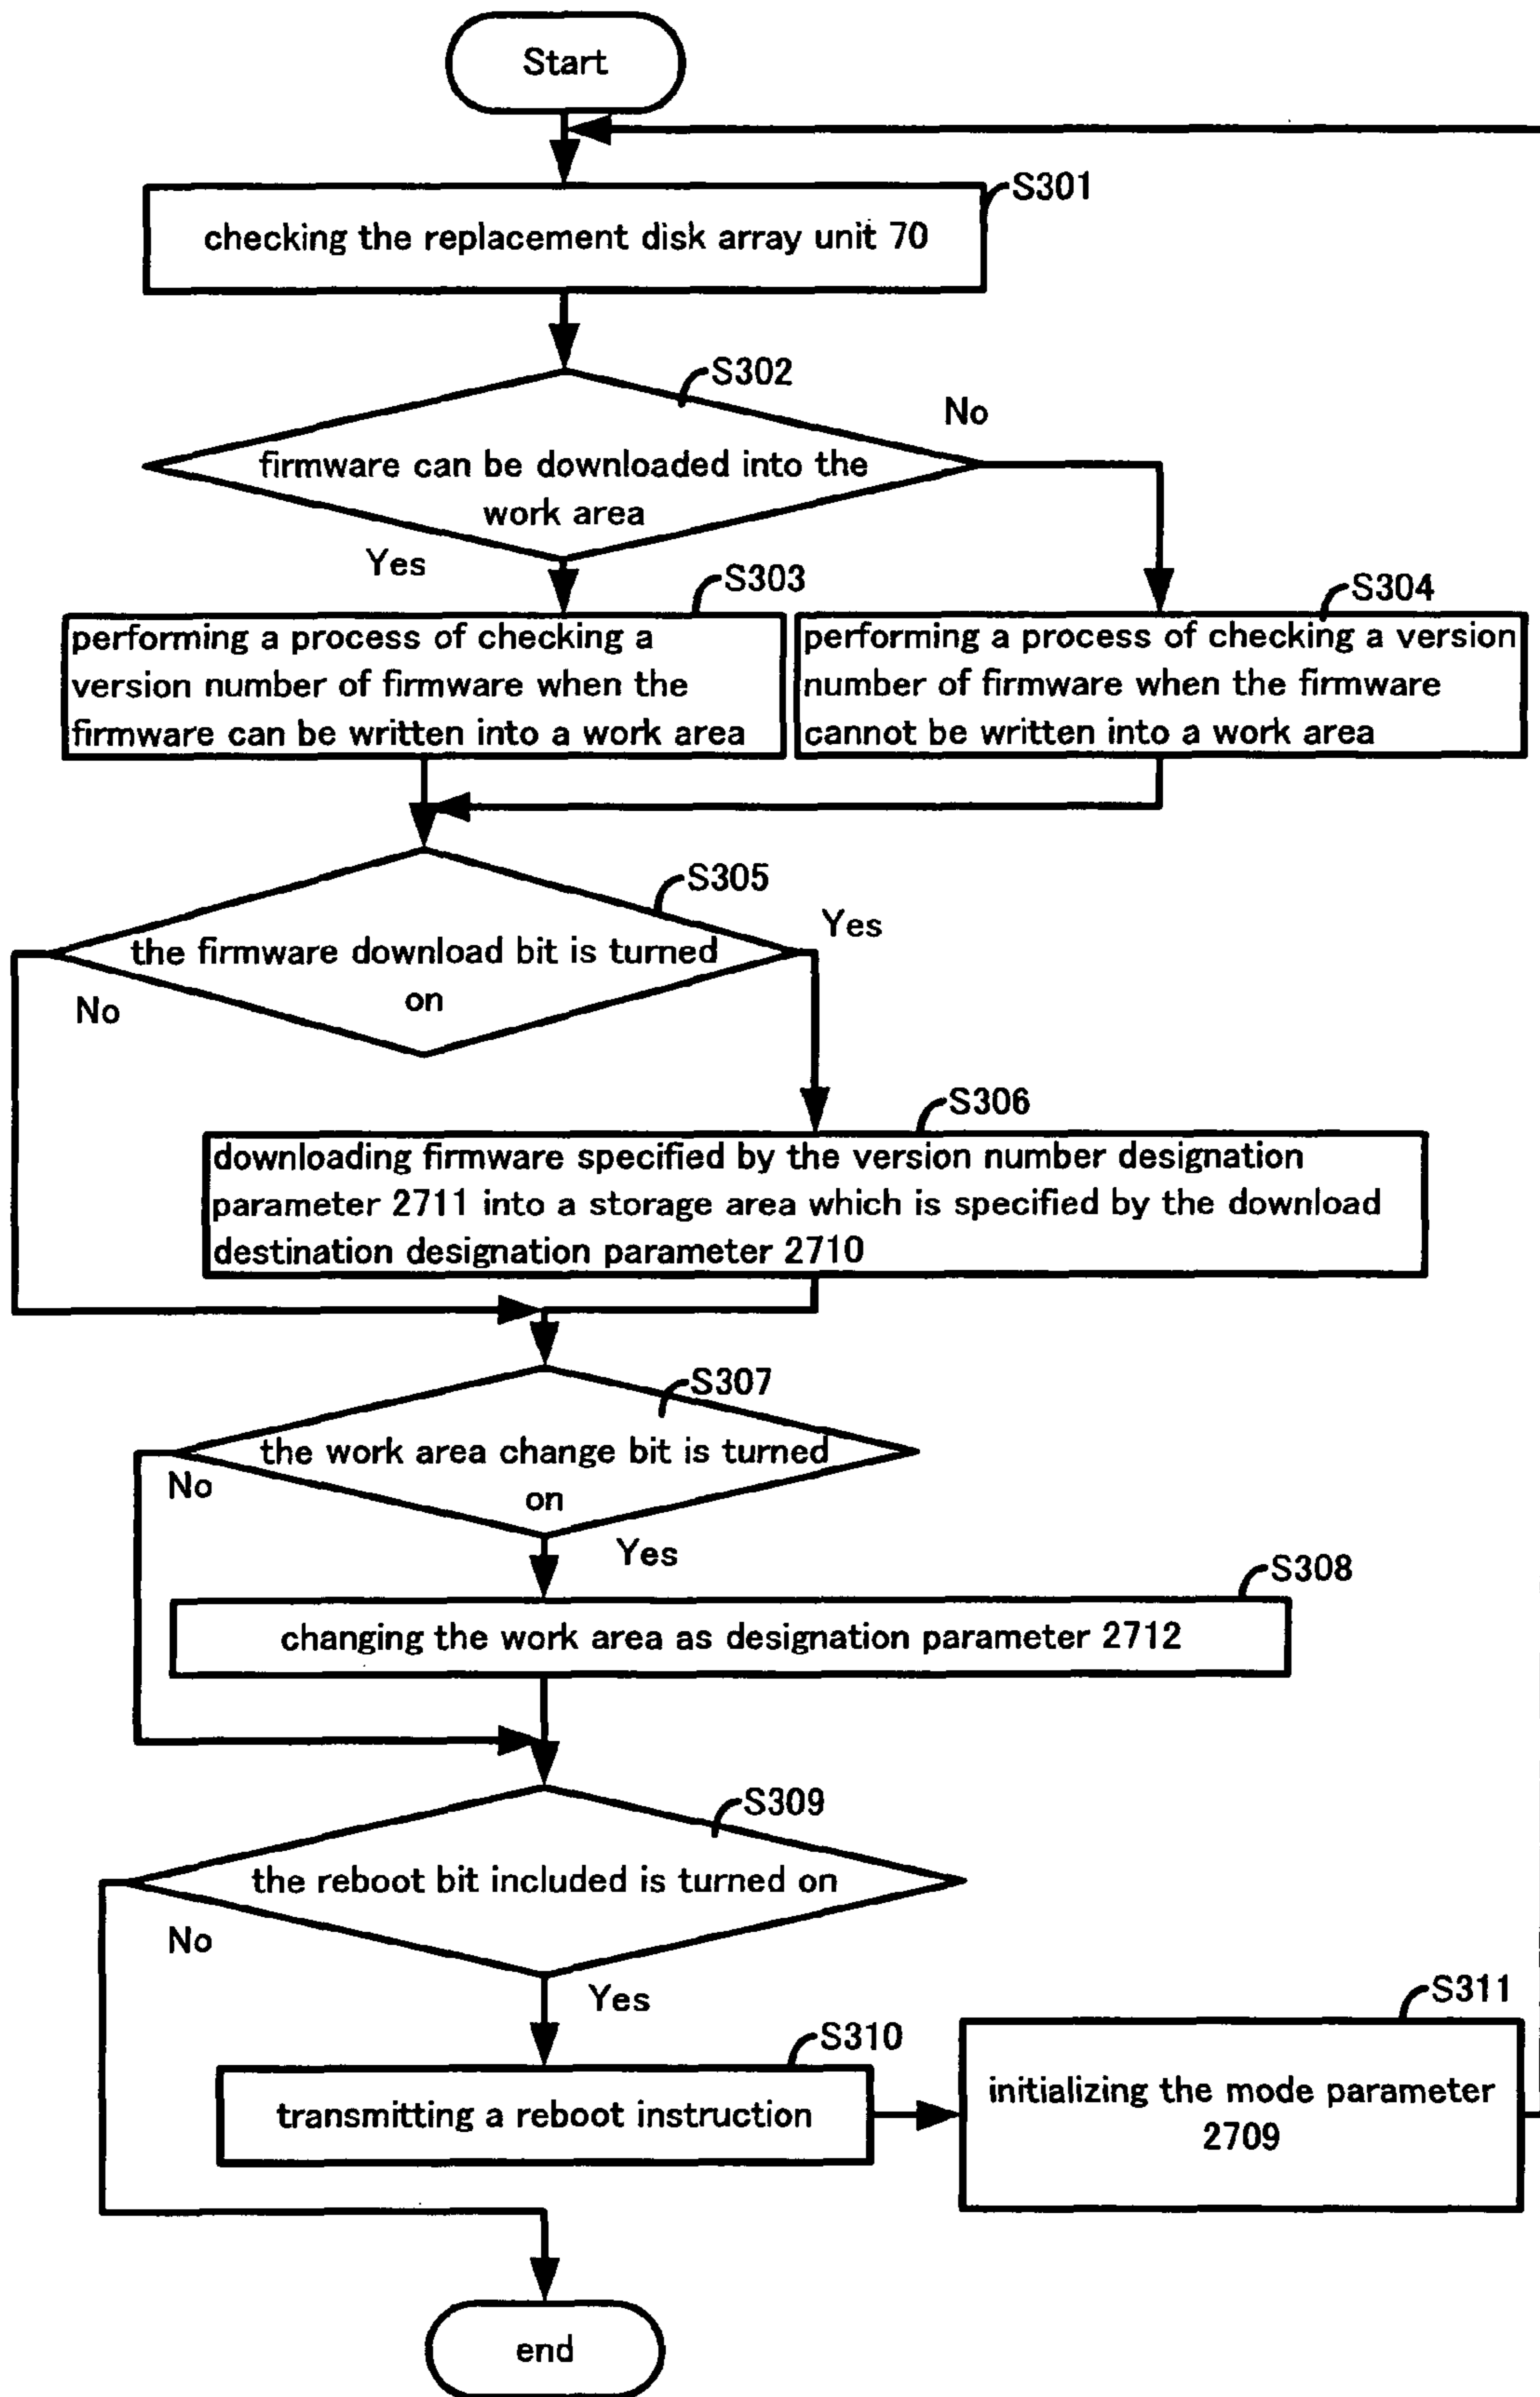 Start
S301
checking the replacement disk array unit 70
S302
No
firmware can be downloaded into the
work area
Yes
S303
S304
performing a process of checking a
version number of firmware when the
firmware can be written into a work area
performing a process of checking a version
number of firmware when the firmware
cannot be written into a work area
S305
Yes
the firmware download bit is turned
on
No
S306
downloading firmware specified by the version number designation
parameter 2711 into a storage area which is specified by the download
destination designation parameter 2710
S307
the work area change bit is turned
on
No
Yes
S308
changing the work area as designation parameter 2712
S309
the reboot bit included is turned on
No
Yes
S310
transmitting a reboot instruction
S311
initializing the mode parameter
2709
end